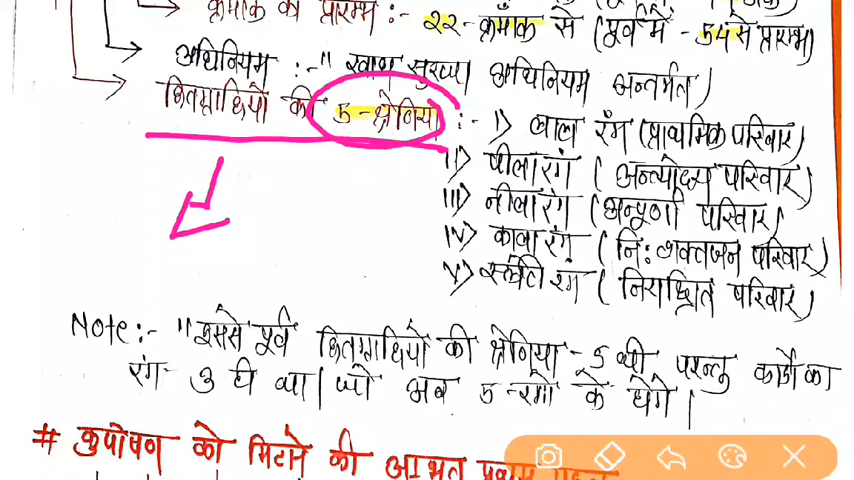 क्रमांक का प्रारम्भ :- 22-क्रमाँक से (पूर्व में - 54 से प्रारम्भ)
अधिनियम :- " खाद्य सुरक्षा अधिनियम अन्तर्गत)
हितग्राहियो की 5-श्रेणिया :- I) लाल रंग (प्राथमिक परिवार)
II) पीला रंग (अन्त्योदय परिवार)
III) नीला रंग (अन्नपूर्णा परिवार)
IV) काला रंग (नि:शक्तजन परिवार)
V) रंग (निराश्रित परिवार)
Note :- "इससे पूर्व हितग्राहियों की श्रेणिया - 5 थी परन्तु कार्डो का
रंग - 3 ही था। जो अब 5-रंगो के होंगे।
# कुपोषण को मिटाने की